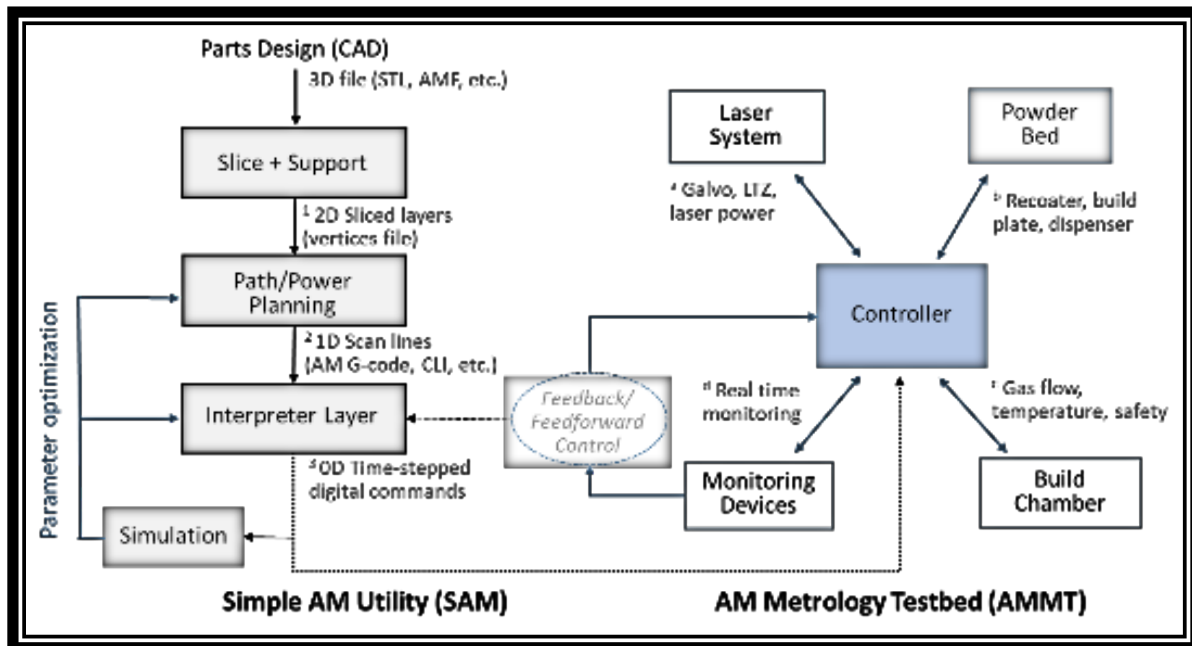 Parts Design (CAD)
3D file (STL, AMF, etc.)
Slice + Support
1 2D Sliced layers
(vertices file)
Path/Power
Planning
2 1D Scan lines
(AM G-code, CLI, etc.)
Interpreter Layer
3 0D Time-stepped
digital commands
Simulation
Parameter optimization
Simple AM Utility (SAM)
Feedback/
Feedforward
Control
Laser
System
a Galvo, LTZ,
laser power
Powder
Bed
b Recoater, build
plate, dispenser
Controller
d Real time
monitoring
Monitoring
Devices
c Gas flow,
temperature, safety
Build
Chamber
AM Metrology Testbed (AMMT)